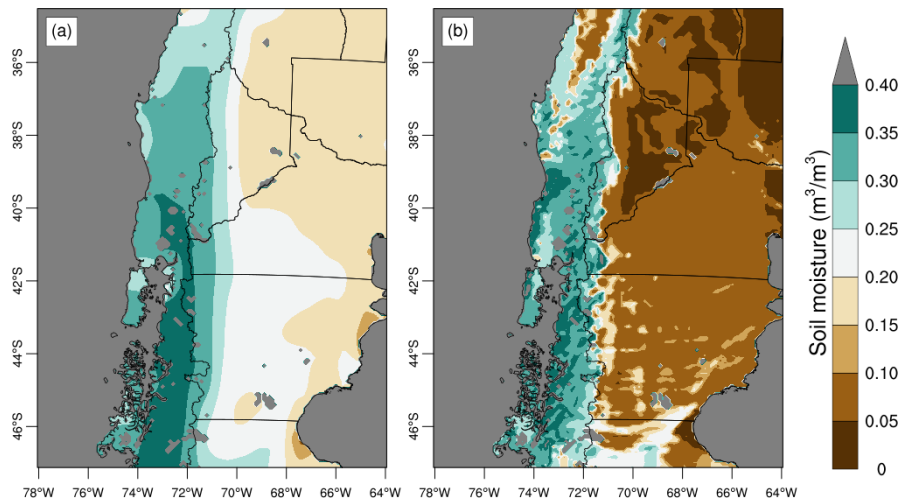 (a)
(b)
36°S
38°S
40°S
42°S
44°S
46°S
78°W 76°W 74°W 72°W 70°W 68°W 66°W 64°W
36°S
38°S
40°S
42°S
44°S
46°S
78°W 76°W 74°W 72°W 70°W 68°W 66°W 64°W
0.40
0.35
0.30
0.25
0.20
0.15
0.10
0.05
0
Soil moisture (m³/m³)